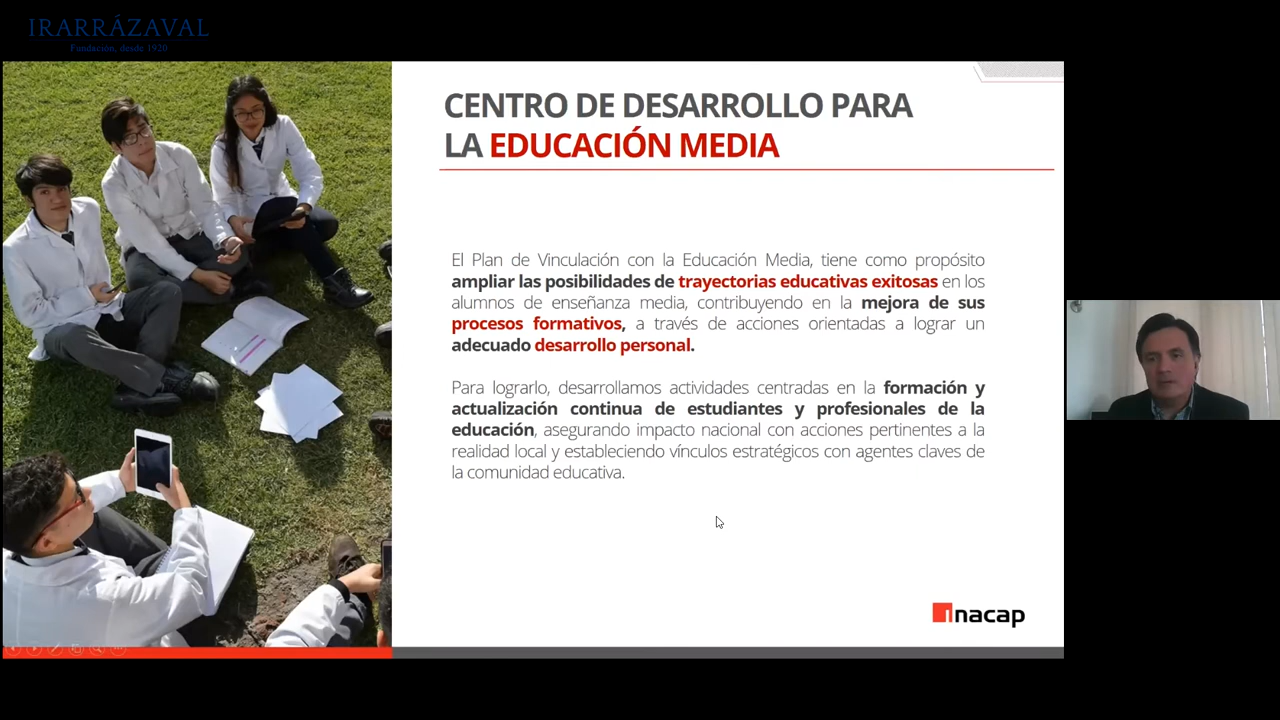 IRARRÁZAVAL
Fundación, desde 1920
CENTRO DE DESARROLLO PARA
LA EDUCACIÓN MEDIA
El Plan de Vinculación con la Educación Media, tiene como propósito
ampliar las posibilidades de trayectorias educativas exitosas en los
alumnos de enseñanza media, contribuyendo en la mejora de sus
procesos formativos, a través de acciones orientadas a lograr un
adecuado desarrollo personal.
Para lograrlo, desarrollamos actividades centradas en la formación y
actualización continua de estudiantes y profesionales de la
educación, asegurando impacto nacional con acciones pertinentes a la
realidad local y estableciendo vínculos estratégicos con agentes claves de
la comunidad educativa.
inacap